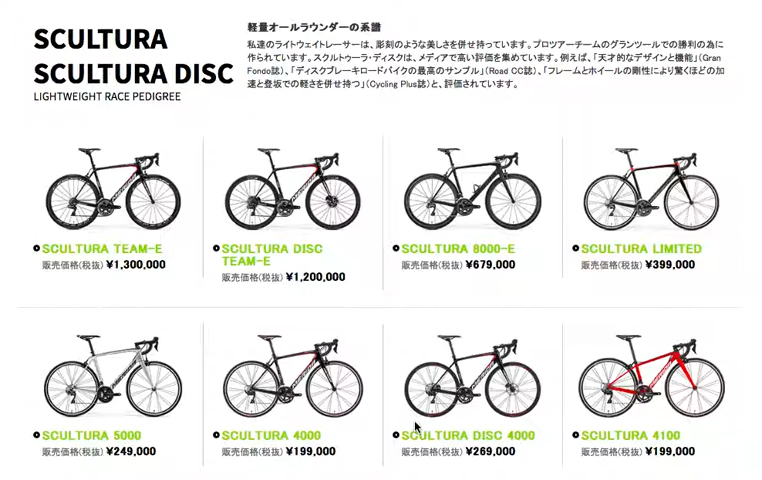 SCULTURA
SCULTURA DISC
LIGHTWEIGHT RACE PEDIGREE
軽量オールラウンダーの系譜
私達のライトウェイトレーサーは、彫刻のような美しさを併せ持っています。プロツアーチームのグランツールでの勝利の為に
作られています。スクルトゥーラ・ディスクは、メディアで高い評価を集めています。例えば、「天才的なデザインと機能」(Gran
Fondo誌)、「ディスクブレーキロードバイクの最高のサンプル」(Road CC誌)、「フレームとホイールの剛性により驚くほどの加
速と登坂での軽さを併せ持つ」(Cycling Plus誌)と、評価されています。
SCULTURA TEAM-E
販売価格(税抜) ¥1,300,000
SCULTURA DISC
TEAM-E
販売価格(税抜) ¥1,200,000
SCULTURA 8000-E
販売価格(税抜) ¥679,000
SCULTURA LIMITED
販売価格(税抜) ¥399,000
SCULTURA 5000
販売価格(税抜) ¥249,000
SCULTURA 4000
販売価格(税抜) ¥199,000
SCULTURA DISC 4000
販売価格(税抜) ¥269,000
SCULTURA 4100
販売価格(税抜) ¥199,000